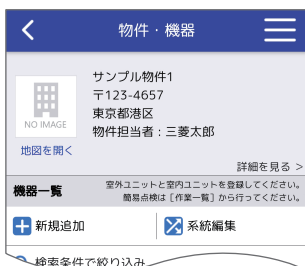 物件・機器
サンプル物件1
〒123-4657
東京都港区
物件担当者：三菱太郎
NO IMAGE
地図を開く
詳細を見る >
機器一覧
室外ユニットと室内ユニットを登録してください。
簡易点検は［作業一覧］から行ってください。
新規追加
系統編集
検索条件で絞り込み